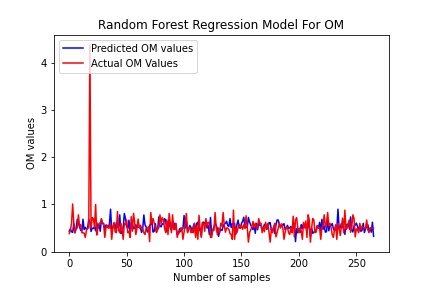 Random Forest Regression Model For OM
Predicted OM values
Actual OM Values
OM values
4
3
2
1
0
0 50 100 150 200 250
Number of samples